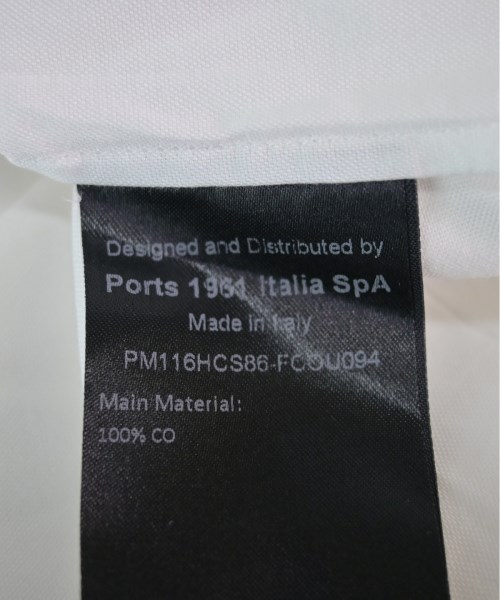 Designed and Distributed by
Ports 1961 Italia SpA
Made in Italy
PM116HCS86-FCOU094
Main Material:
100% CO